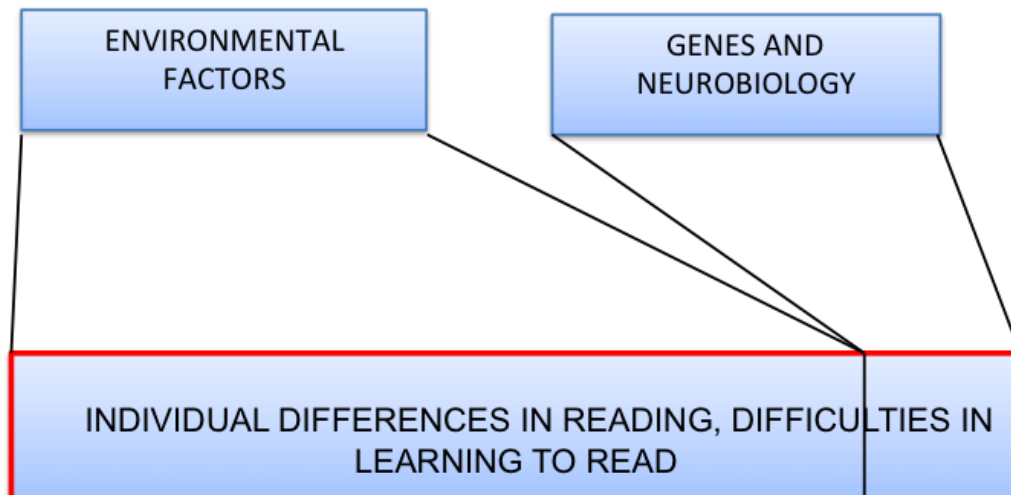 ENVIRONMENTAL
FACTORS
GENES AND
NEUROBIOLOGY
INDIVIDUAL DIFFERENCES IN READING, DIFFICULTIES IN
LEARNING TO READ